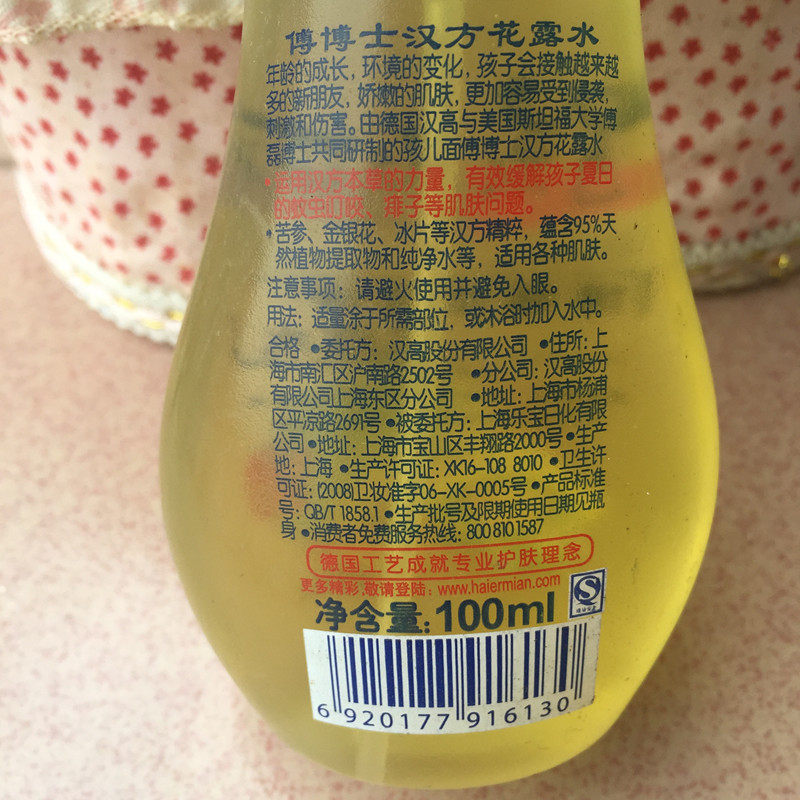 傅博士汉方花露水
年龄的成长，环境的变化，孩子会接触越来越
多的新朋友，娇嫩的肌肤，更加容易受到侵袭，
刺激和伤害。由德国汉高与美国斯坦福大学傅
磊博士共同研制的孩儿面傅博士汉方花露水
•运用汉方本草的力量，有效缓解孩子夏日
的蚊虫叮咬、痱子等肌肤问题。
•苦参、金银花、冰片等汉方精粹，蕴含95%天
然植物提取物和纯净水等，适用各种肌肤。
注意事项：请避火使用并避免入眼。
用法：适量涂于所需部位，或沐浴时加入水中。
合格 •委托方：汉高股份有限公司 •住所：上
海市南汇区沪南路2502号 •分公司：汉高股份
有限公司上海东区分公司 •地址：上海市杨浦
区平凉路2691号 •被委托方：上海乐宝日化有限
公司 •地址：上海市宝山区丰翔路2000号 •生产
地：上海 •生产许可证：XK16-108 8010 •卫生许
可证：(2008)卫妆准字06-XK-0005号 •产品标准
号：QB/T 1858.1 •生产批号及限期使用日期见瓶
身 •消费者免费服务热线：800 810 1587
德国工艺成就专业护肤理念
更多精彩,敬请登陆：www.haiermian.com
净含量:100ml
6 920177 916130